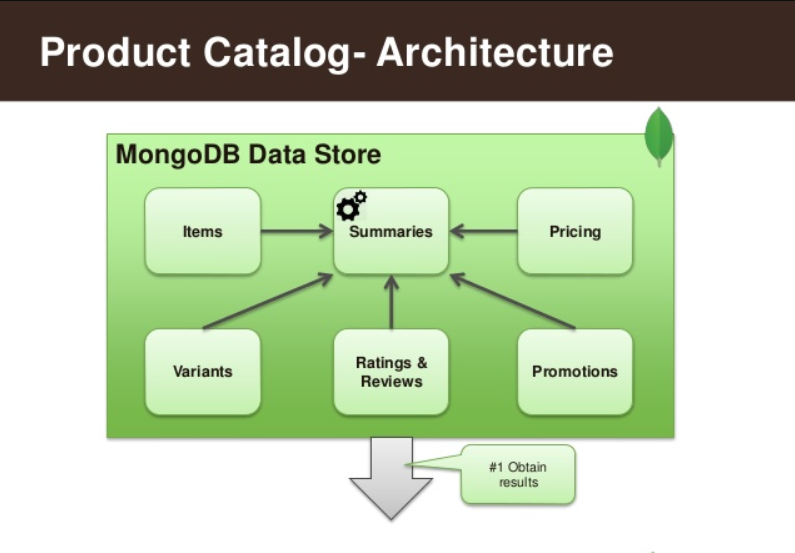 Product Catalog- Architecture
MongoDB Data Store
Items
Summaries
Pricing
Variants
Ratings &
Reviews
Promotions
#1 Obtain
results